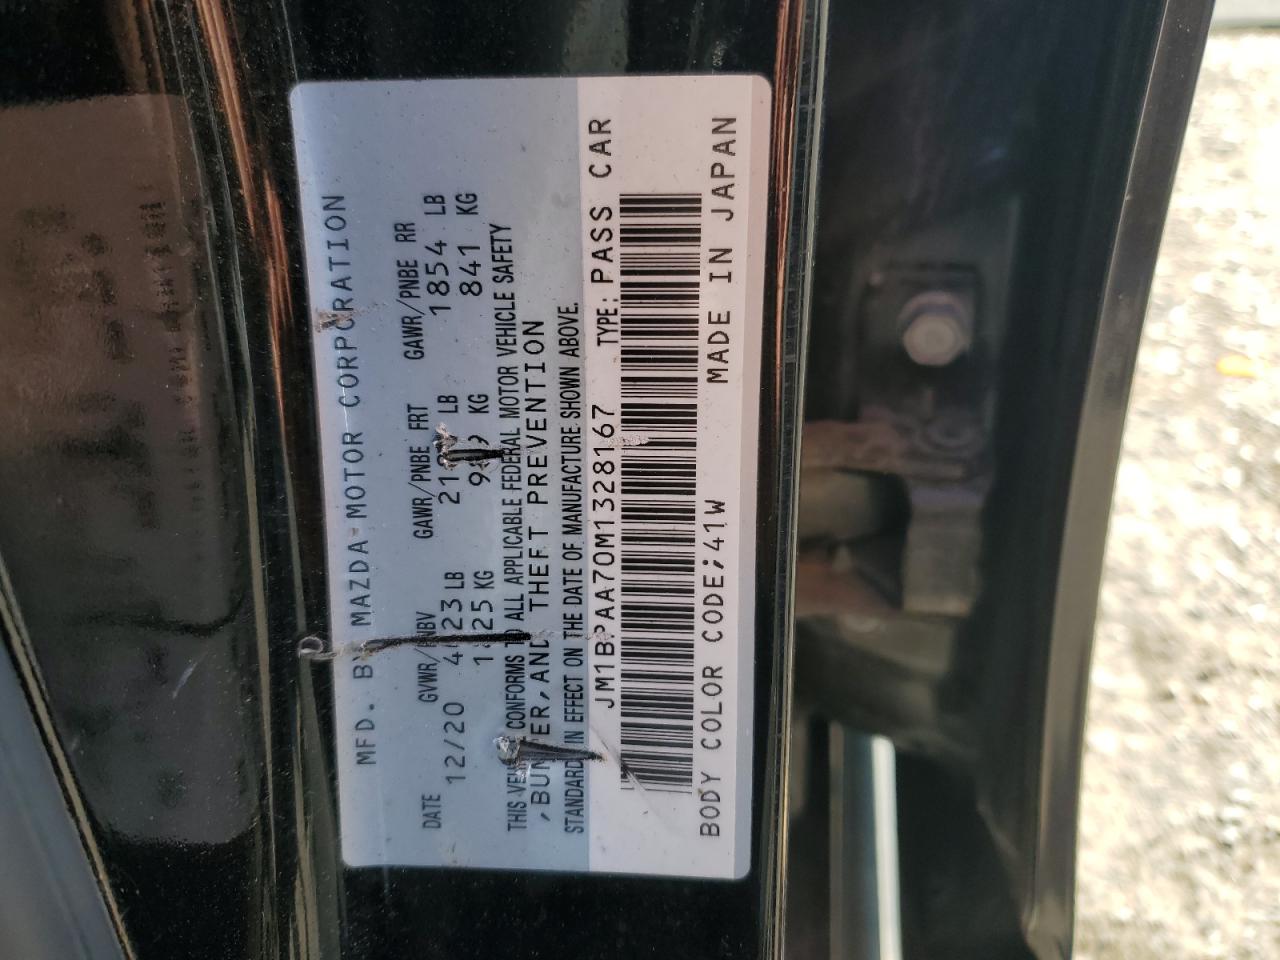 MFD. BY MAZDA MOTOR CORPORATION
DATE GVWR/PNBV GAWR/PNBE FRT GAWR/PNBE RR
12/20 LB LB 1854 LB
KG KG 841 KG
THIS VEHICLE CONFORMS TO ALL APPLICABLE FEDERAL MOTOR VEHICLE SAFETY
,BUMPER,AND THEFT PREVENTION
STANDARDS IN EFFECT ON THE DATE OF MANUFACTURE SHOWN ABOVE.
JM1BPAA70M1328167 TYPE: PASS CAR
BODY COLOR CODE;41W MADE IN JAPAN